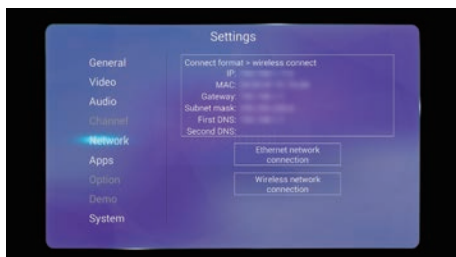 Settings
General
Video
Audio
Channel
Network
Apps
Option
Demo
System
Connect format > wireless connect
IP:
MAC:
Gateway:
Subnet mask:
First DNS:
Second DNS:
Ethernet network
connection
Wireless network
connection